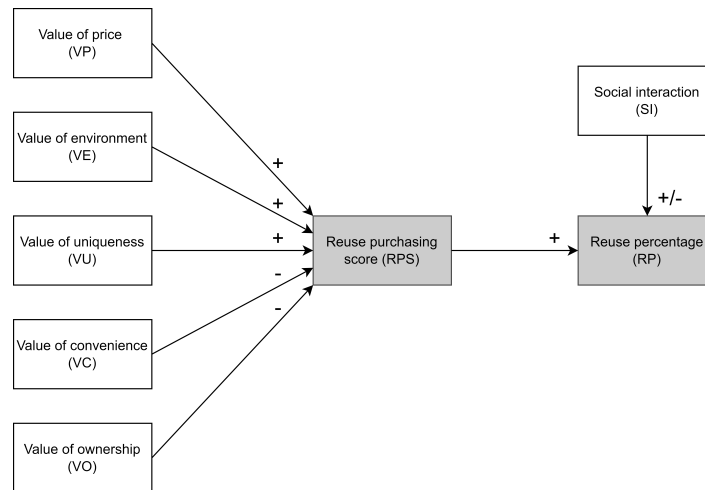 Value of price
(VP)
Social interaction
(SI)
Value of environment
(VE)
+
+
+/-
Value of uniqueness
(VU)
+
Reuse purchasing
score (RPS)
+
Reuse percentage
(RP)
-
-
Value of convenience
(VC)
Value of ownership
(VO)